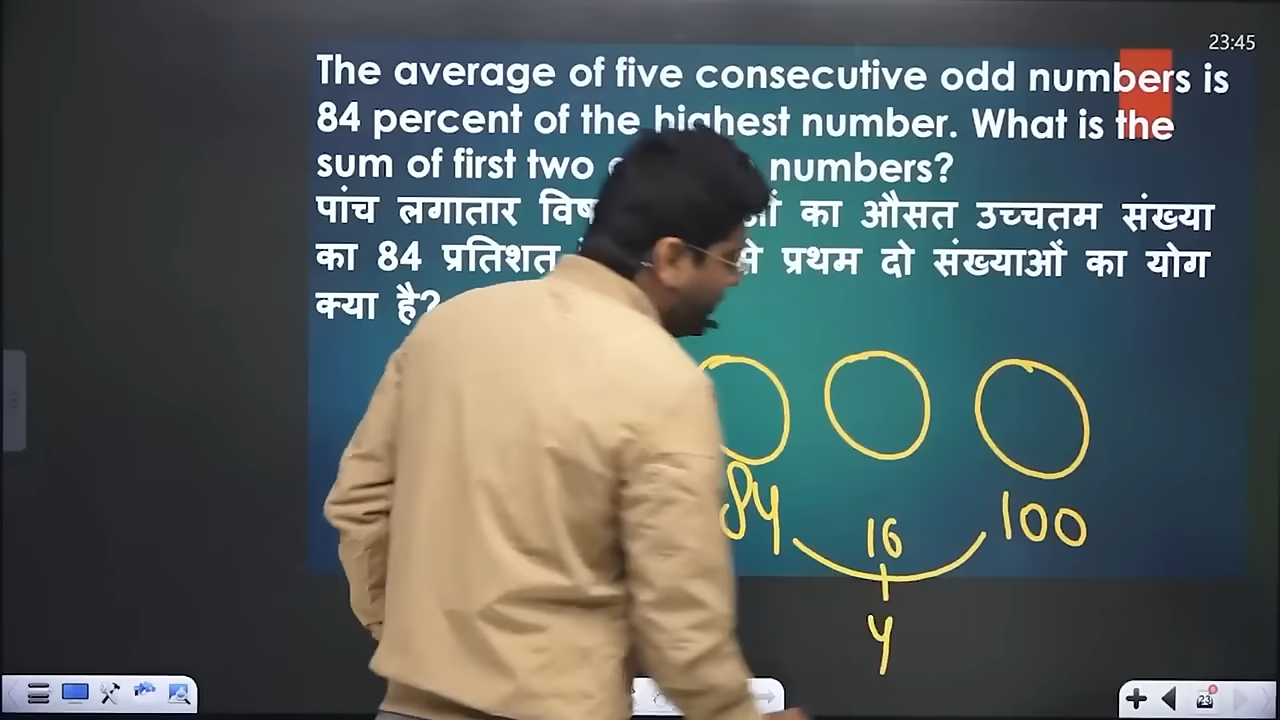 23:45
The average of five consecutive odd numbers is
84 percent of the highest number. What is the
sum of first two numbers?
पांच लगातार का औसत उच्चतम संख्या
का 84 प्रतिशत से प्रथम दो संख्याओं का योग
क्या है?
84 16 100
4
23